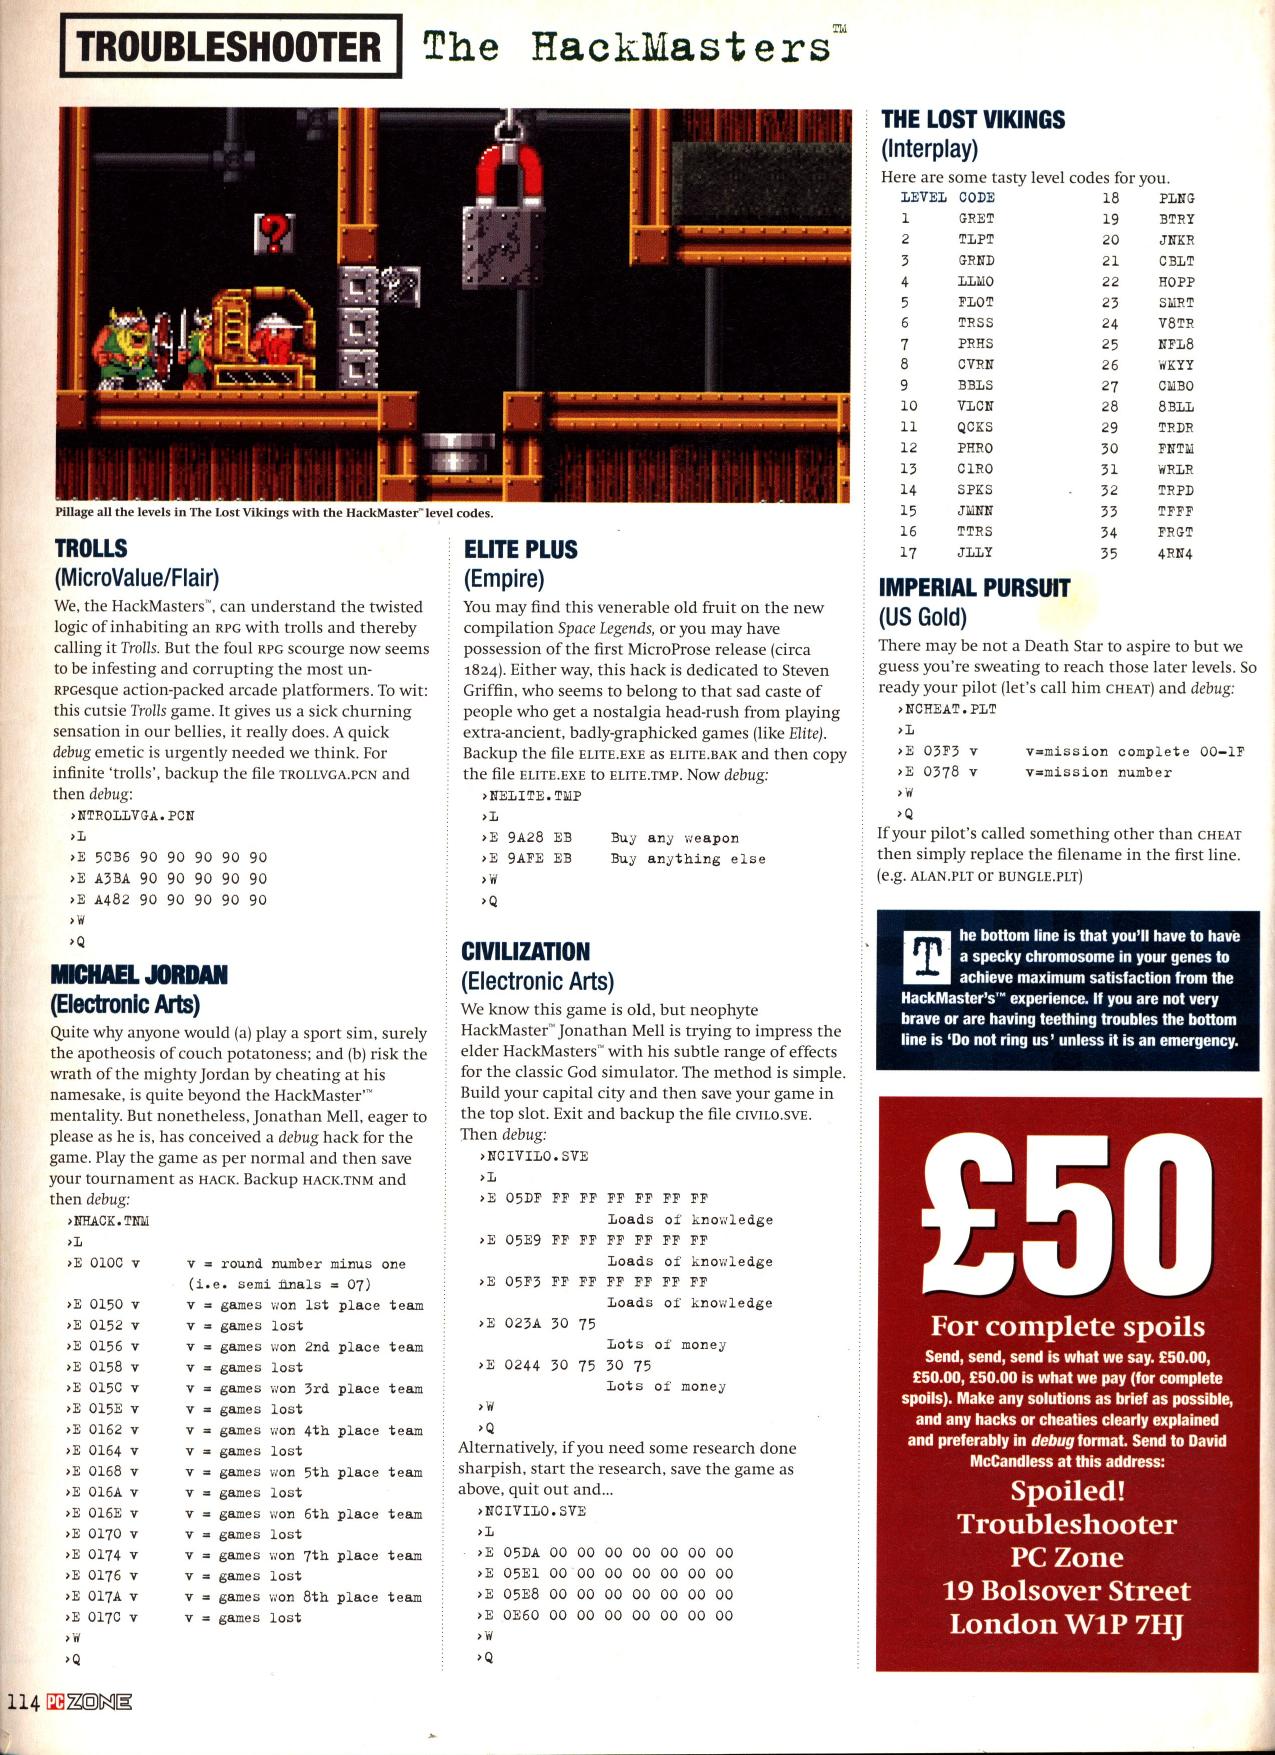 TROUBLESHOOTER The HackMasters™
Pillage all the levels in The Lost Vikings with the HackMaster™ level codes.
TROLLS
(MicroValue/Flair)
We, the HackMasters™, can understand the twisted
logic of inhabiting an RPG with trolls and thereby
calling it Trolls. But the foul RPG scourge now seems
to be infesting and corrupting the most un-
RPGesque action-packed arcade platformers. To wit:
this cutsie Trolls game. It gives us a sick churning
sensation in our bellies, it really does. A quick
debug emetic is urgently needed we think. For
infinite ‘trolls’, backup the file TROLLVGA.PCN and
then debug:
>NTROLLVGA.PCN
>L
>E 5CB6 90 90 90 90 90
>E A3BA 90 90 90 90 90
>E A482 90 90 90 90 90
>W
>Q
MICHAEL JORDAN
(Electronic Arts)
Quite why anyone would (a) play a sport sim, surely
the apotheosis of couch potatoness; and (b) risk the
wrath of the mighty Jordan by cheating at his
namesake, is quite beyond the HackMaster'™
mentality. But nonetheless, Jonathan Mell, eager to
please as he is, has conceived a debug hack for the
game. Play the game as per normal and then save
your tournament as HACK. Backup HACK.TNM and
then debug:
>NHACK.TNM
>L
>E 010C v v = round number minus one
(i.e. semi finals = 07)
>E 0150 v v = games won 1st place team
>E 0152 v v = games lost
>E 0156 v v = games won 2nd place team
>E 0158 v v = games lost
>E 015C v v = games won 3rd place team
>E 015E v v = games lost
>E 0162 v v = games won 4th place team
>E 0164 v v = games lost
>E 0168 v v = games won 5th place team
>E 016A v v = games lost
>E 016E v v = games won 6th place team
>E 0170 v v = games lost
>E 0174 v v = games won 7th place team
>E 0176 v v = games lost
>E 017A v v = games won 8th place team
>E 017C v v = games lost
>W
>Q
ELITE PLUS
(Empire)
You may find this venerable old fruit on the new
compilation Space Legends, or you may have
possession of the first MicroProse release (circa
1824). Either way, this hack is dedicated to Steven
Griffin, who seems to belong to that sad caste of
people who get a nostalgia head-rush from playing
extra-ancient, badly-graphicked games (like Elite).
Backup the file ELITE.EXE as ELITE.BAK and then copy
the file ELITE.EXE to ELITE.TMP. Now debug:
>NELITE.TMP
>L
>E 9A28 EB Buy any weapon
>E 9AFE EB Buy anything else
>W
>Q
CIVILIZATION
(Electronic Arts)
We know this game is old, but neophyte
HackMaster™ Jonathan Mell is trying to impress the
elder HackMasters™ with his subtle range of effects
for the classic God simulator. The method is simple.
Build your capital city and then save your game in
the top slot. Exit and backup the file CIVIL0.SVE.
Then debug:
>NCIVIL0.SVE
>L
>E 05DF FF FF FF FF FF FF
Loads of knowledge
>E 05E9 FF FF FF FF FF FF
Loads of knowledge
>E 05F3 FF FF FF FF FF FF
Loads of knowledge
>E 023A 30 75
Lots of money
>E 0244 30 75 30 75
Lots of money
>W
>Q
Alternatively, if you need some research done
sharpish, start the research, save the game as
above, quit out and...
>NCIVIL0.SVE
>L
>E 05DA 00 00 00 00 00 00 00
>E 05E1 00 00 00 00 00 00 00
>E 05E8 00 00 00 00 00 00 00
>E 0E60 00 00 00 00 00 00 00
>W
>Q
THE LOST VIKINGS
(Interplay)
Here are some tasty level codes for you.
LEVEL CODE 18 PLNG
1 GRET 19 BTRY
2 TLPT 20 JNKR
3 GRND 21 CBLT
4 LLMO 22 HOPP
5 FLOT 23 SMRT
6 TRSS 24 V8TR
7 PRHS 25 NFL8
8 CVRN 26 WKYY
9 BBLS 27 CMBO
10 VLCN 28 8BLL
11 QCKS 29 TRDR
12 PHRO 30 FNTM
13 C1RO 31 WRLR
14 SPKS 32 TRPD
15 JMNN 33 TFFF
16 TTRS 34 FRGT
17 JLLY 35 4RN4
IMPERIAL PURSUIT
(US Gold)
There may be not a Death Star to aspire to but we
guess you're sweating to reach those later levels. So
ready your pilot (let's call him CHEAT) and debug:
>NCHEAT.PLT
>L
>E 03F3 v v=mission complete 00-1F
>E 0378 v v=mission number
>W
>Q
If your pilot's called something other than CHEAT
then simply replace the filename in the first line.
(e.g. ALAN.PLT or BUNGLE.PLT)
The bottom line is that you'll have to have
a specky chromosome in your genes to
achieve maximum satisfaction from the
HackMaster's™ experience. If you are not very
brave or are having teething troubles the bottom
line is ‘Do not ring us’ unless it is an emergency.
£50
For complete spoils
Send, send, send is what we say. £50.00,
£50.00, £50.00 is what we pay (for complete
spoils). Make any solutions as brief as possible,
and any hacks or cheaties clearly explained
and preferably in debug format. Send to David
McCandless at this address:
Spoiled!
Troubleshooter
PC Zone
19 Bolsover Street
London W1P 7HJ
114 PC ZONE